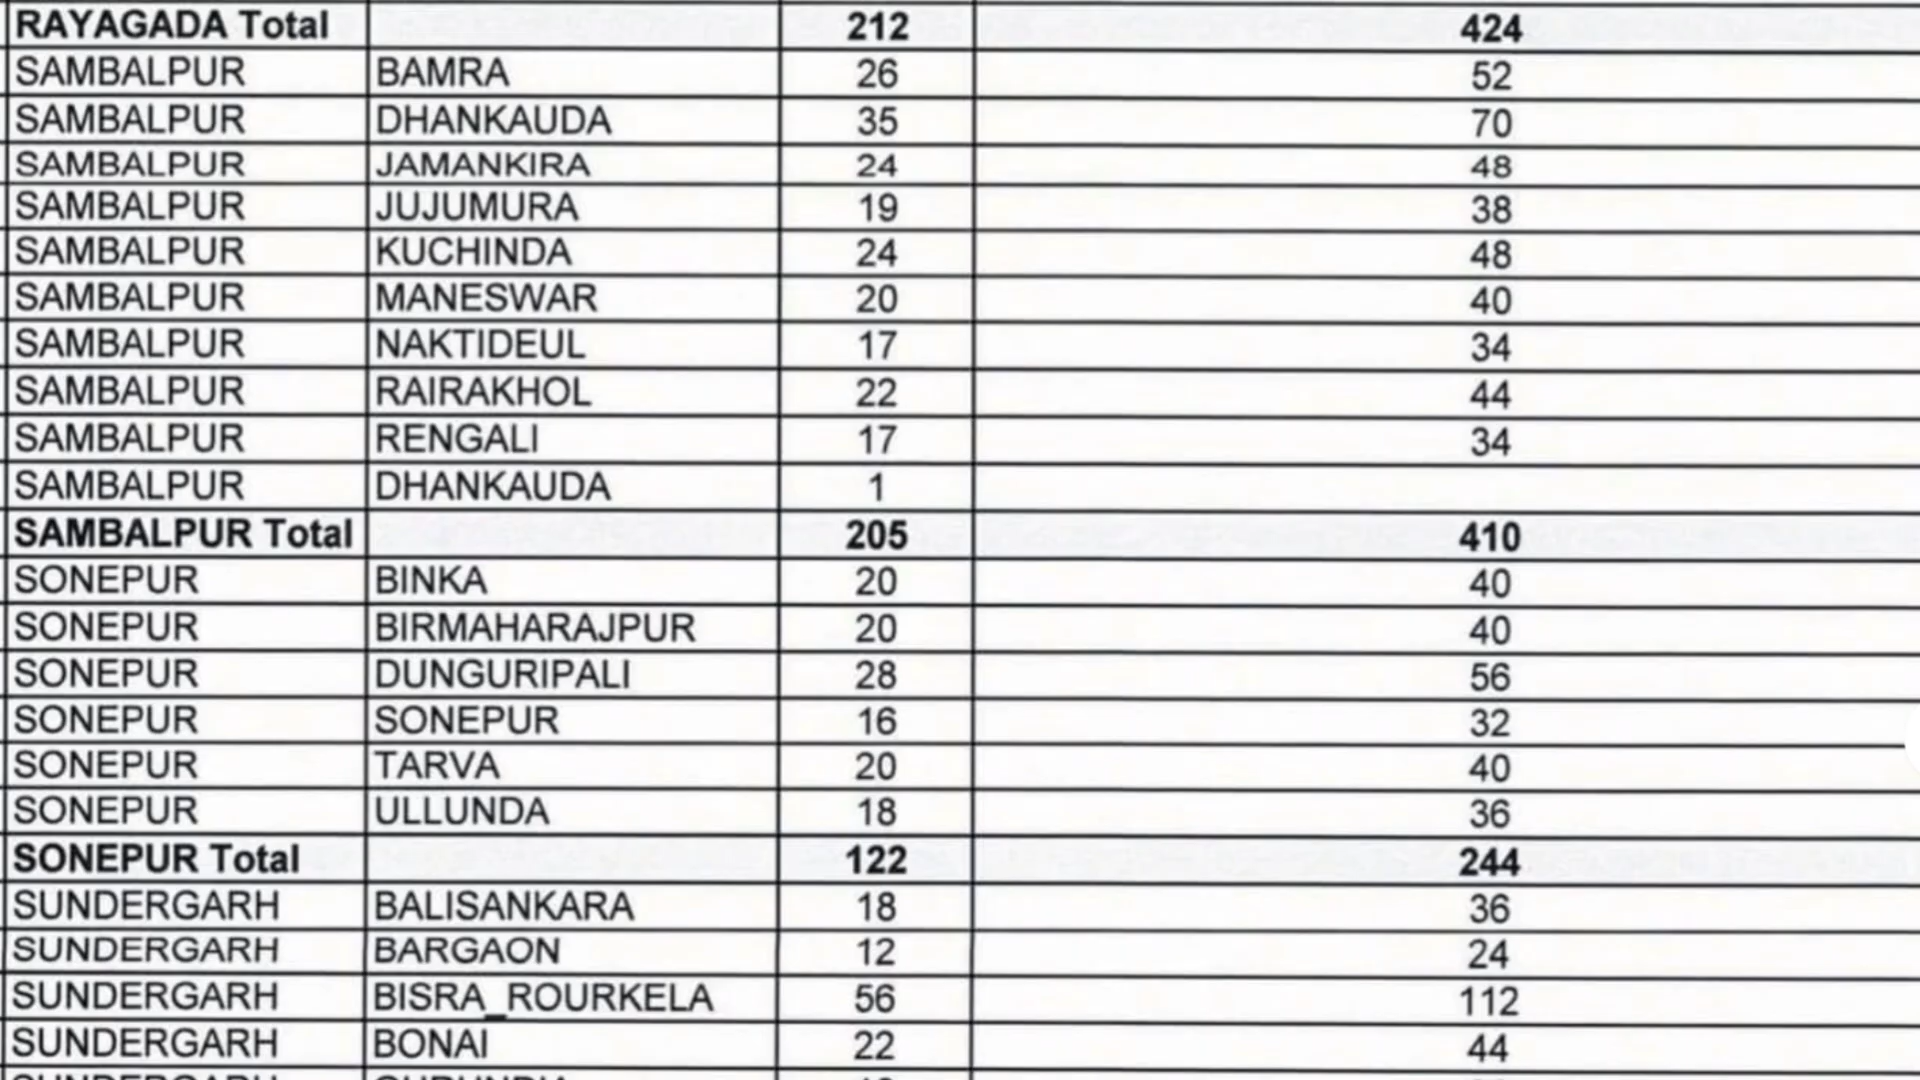 RAYAGADA Total 212 424
SAMBALPUR BAMRA 26 52
SAMBALPUR DHANKAUDA 35 70
SAMBALPUR JAMANKIRA 24 48
SAMBALPUR JUJUMURA 19 38
SAMBALPUR KUCHINDA 24 48
SAMBALPUR MANESWAR 20 40
SAMBALPUR NAKTIDEUL 17 34
SAMBALPUR RAIRAKHOL 22 44
SAMBALPUR RENGALI 17 34
SAMBALPUR DHANKAUDA 1
SAMBALPUR Total 205 410
SONEPUR BINKA 20 40
SONEPUR BIRMAHARAJPUR 20 40
SONEPUR DUNGURIPALI 28 56
SONEPUR SONEPUR 16 32
SONEPUR TARVA 20 40
SONEPUR ULLUNDA 18 36
SONEPUR Total 122 244
SUNDERGARH BALISANKARA 18 36
SUNDERGARH BARGAON 12 24
SUNDERGARH BISRA_ROURKELA 56 112
SUNDERGARH BONAI 22 44
SUNDERGARH